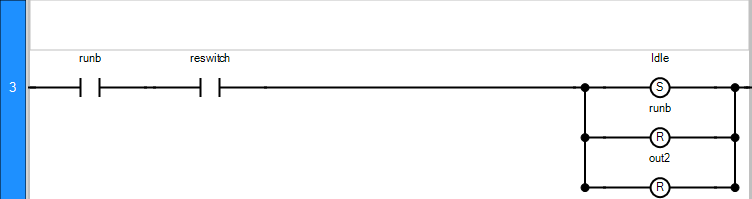 runb reswitch Idle
3 S
runb
R
out2
R